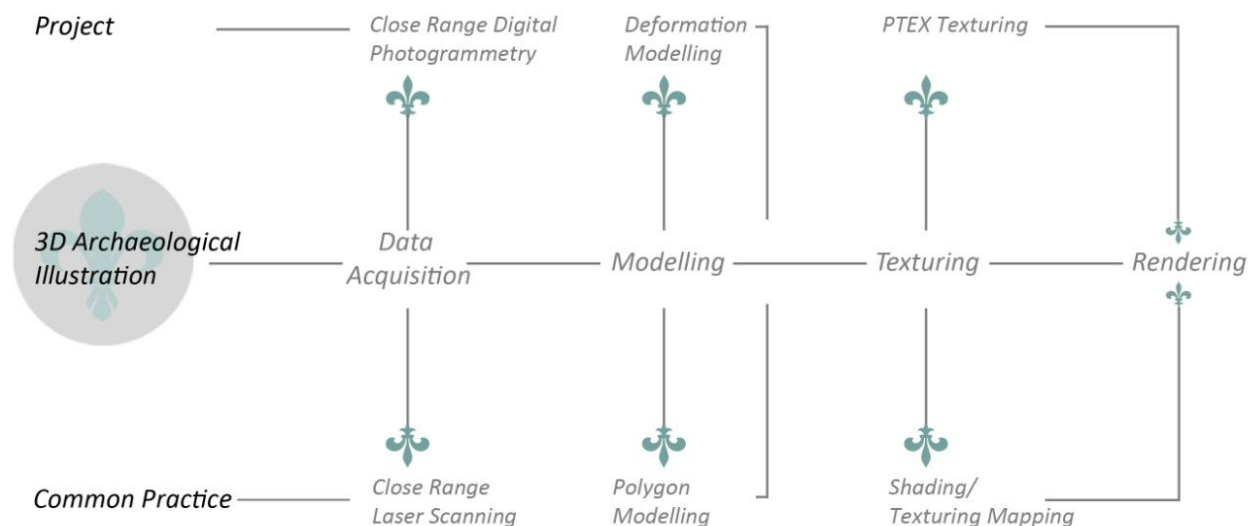 Project
Close Range Digital
Photogrammetry
Deformation
Modelling
PTEX Texturing
3D Archaeological
Illustration
Data
Acquisition
Modelling
Texturing
Rendering
Common Practice
Close Range
Laser Scanning
Polygon
Modelling
Shading/
Texturing Mapping